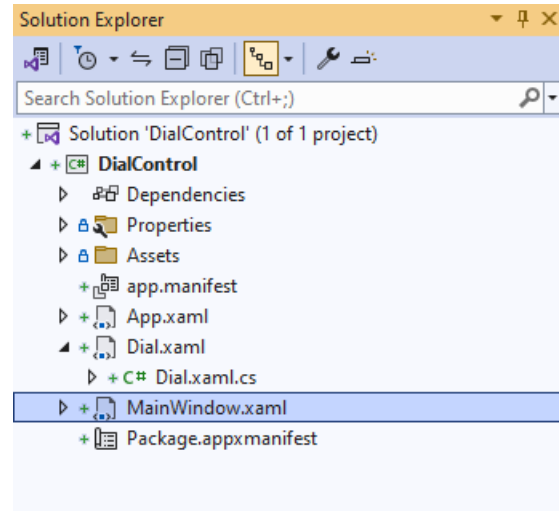 Solution Explorer
Search Solution Explorer (Ctrl+;)
Solution 'DialControl' (1 of 1 project)
C# DialControl
Dependencies
Properties
Assets
app.manifest
App.xaml
Dial.xaml
C# Dial.xaml.cs
MainWindow.xaml
Package.appxmanifest